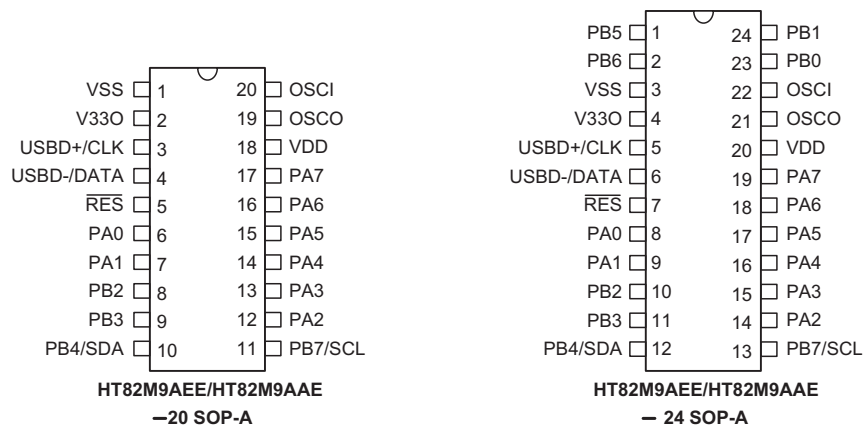 VSS 1 20 OSCI
V33O 2 19 OSCO
USBD+/CLK 3 18 VDD
USBD-/DATA 4 17 PA7
RES 5 16 PA6
PA0 6 15 PA5
PA1 7 14 PA4
PB2 8 13 PA3
PB3 9 12 PA2
PB4/SDA 10 11 PB7/SCL
HT82M9AEE/HT82M9AAE
–20 SOP-A
PB5 1 24 PB1
PB6 2 23 PB0
VSS 3 22 OSCI
V33O 4 21 OSCO
USBD+/CLK 5 20 VDD
USBD-/DATA 6 19 PA7
RES 7 18 PA6
PA0 8 17 PA5
PA1 9 16 PA4
PB2 10 15 PA3
PB3 11 14 PA2
PB4/SDA 12 13 PB7/SCL
HT82M9AEE/HT82M9AAE
– 24 SOP-A